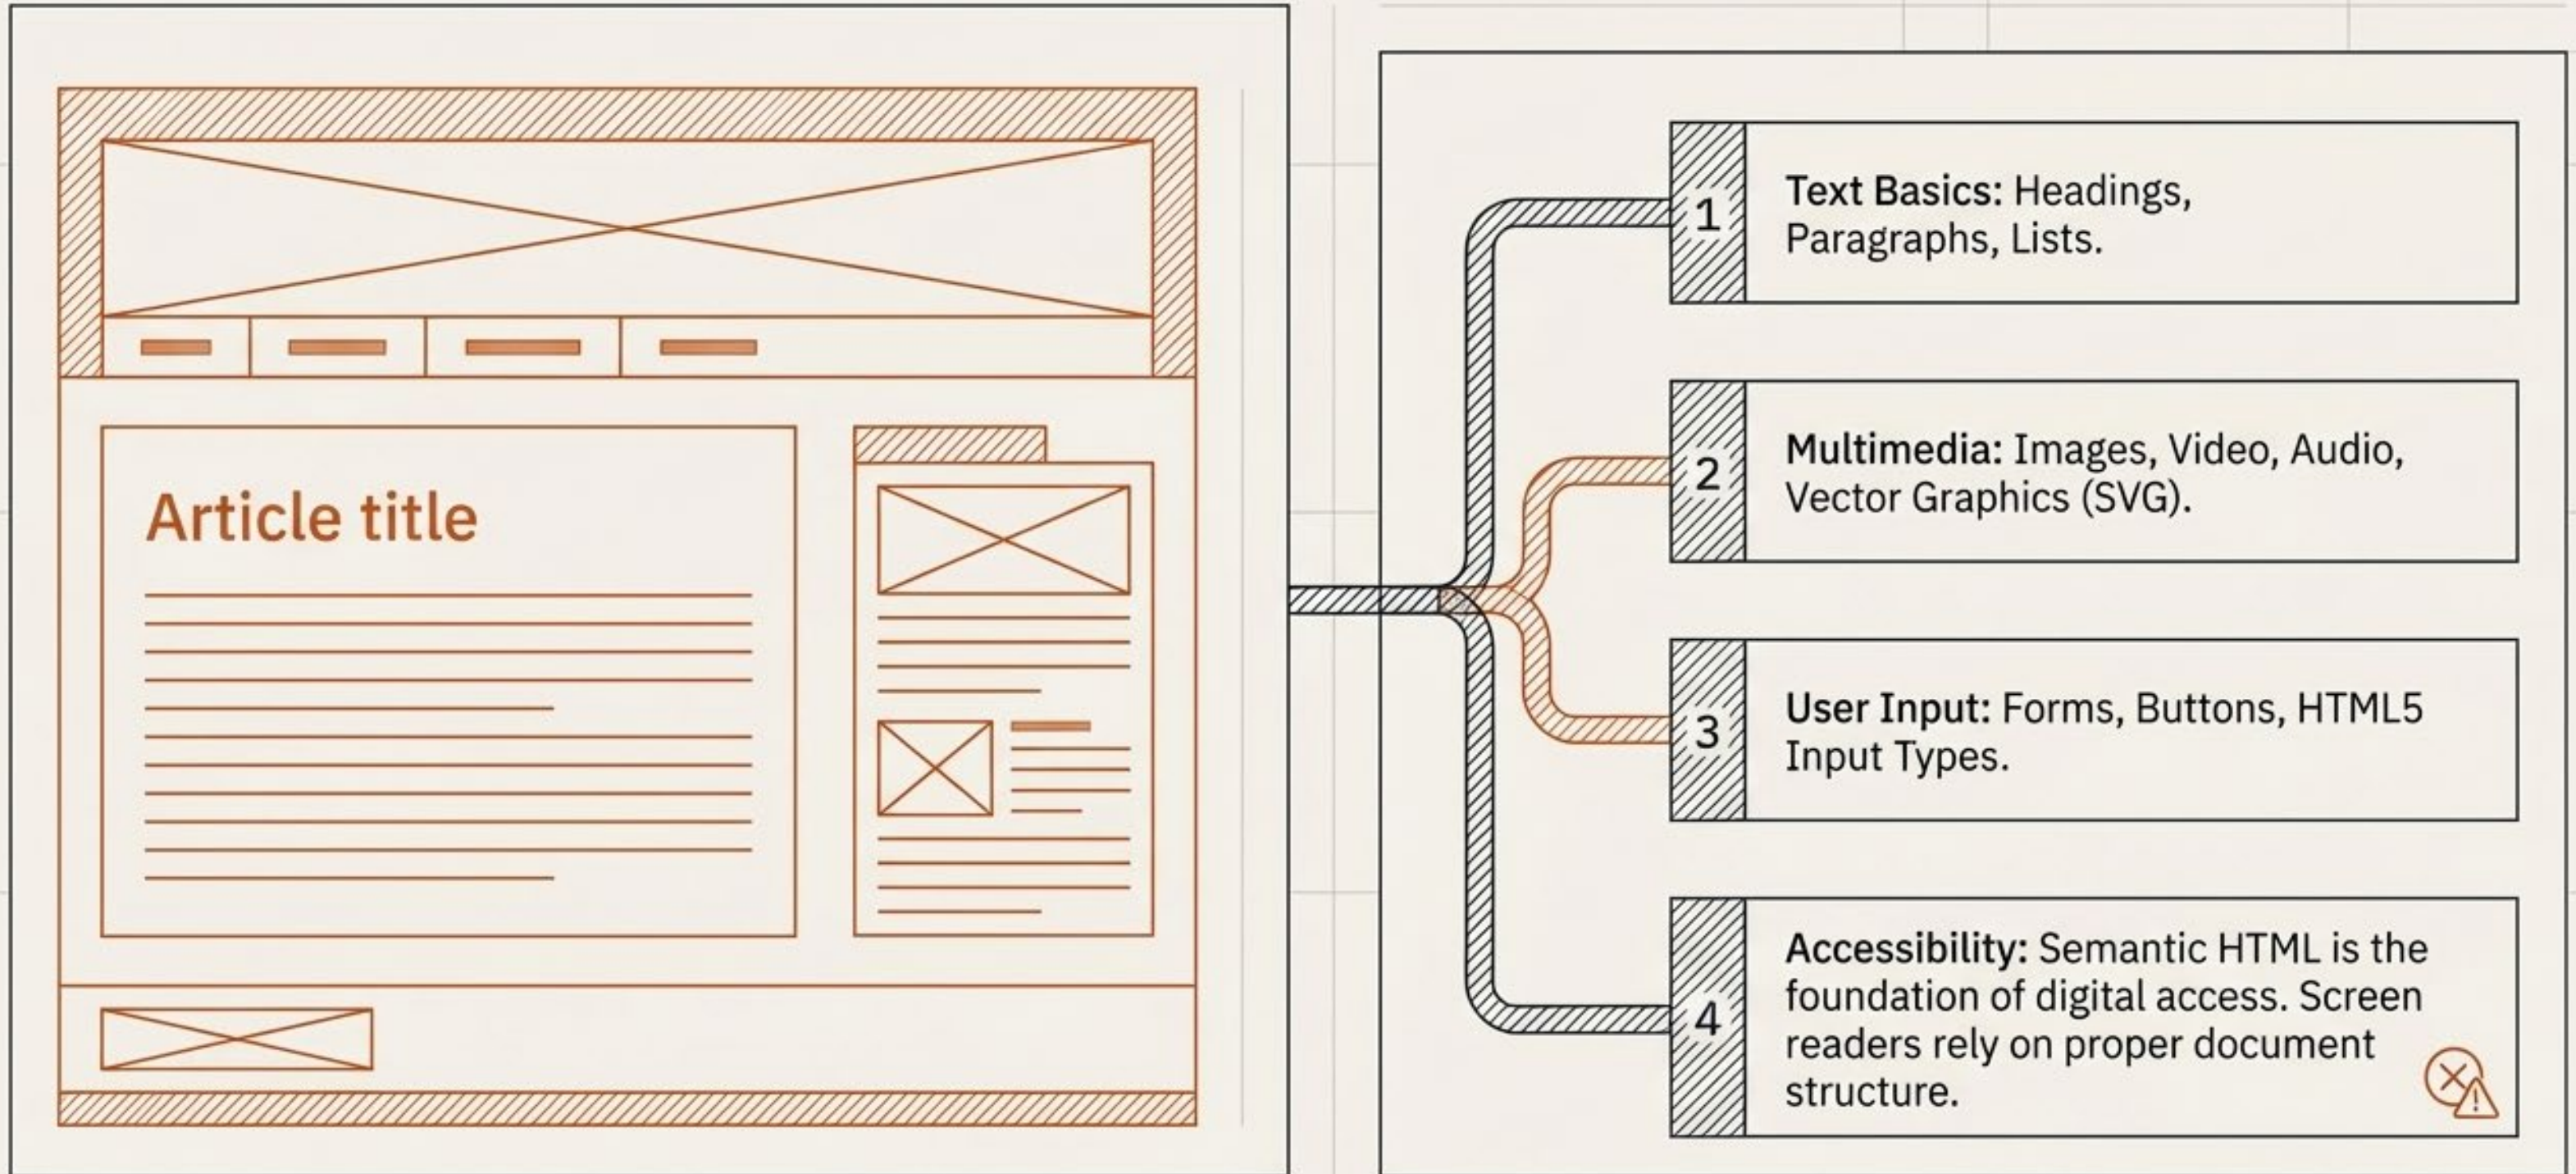 Article title
1
Text Basics: Headings,
Paragraphs, Lists.
2
Multimedia: Images, Video, Audio,
Vector Graphics (SVG).
3
User Input: Forms, Buttons, HTML5
Input Types.
4
Accessibility: Semantic HTML is the
foundation of digital access. Screen
readers rely on proper document
structure.